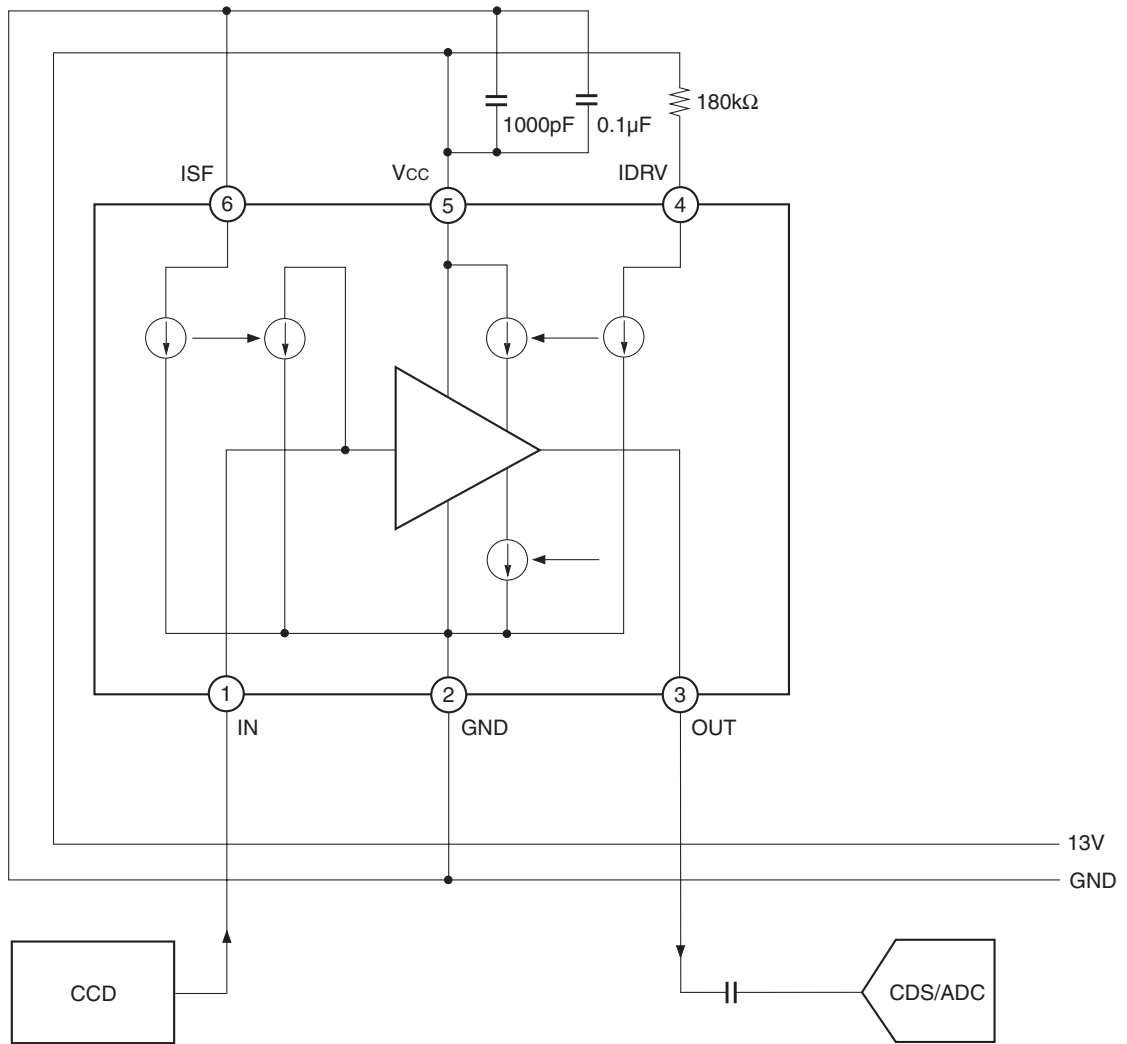 180kΩ
1000pF 0.1µF
ISF VCC IDRV
6 5 4
1 2 3
IN GND OUT
13V
GND
CCD CDS/ADC